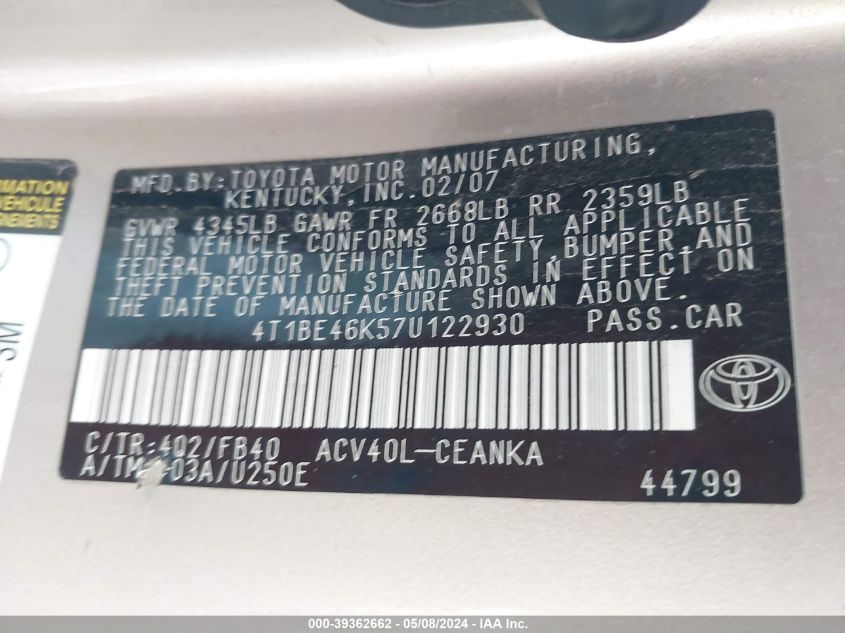 MFD.BY:TOYOTA MOTOR MANUFACTURING,
KENTUCKY,INC.02/07
GVWR 4345LB GAWR FR 2668LB RR 2359LB
THIS VEHICLE CONFORMS TO ALL APPLICABLE
FEDERAL MOTOR VEHICLE SAFETY,BUMPER,AND
THEFT PREVENTION STANDARDS IN EFFECT ON
THE DATE OF MANUFACTURE SHOWN ABOVE.
4T1BE46K57U122930 PASS.CAR
C/TR:402/FB40 ACV40L-CEANKA
A/TM -03A/U250E
44799
VEHICULE
000-39362662 - 05/08/2024 - IAA Inc.